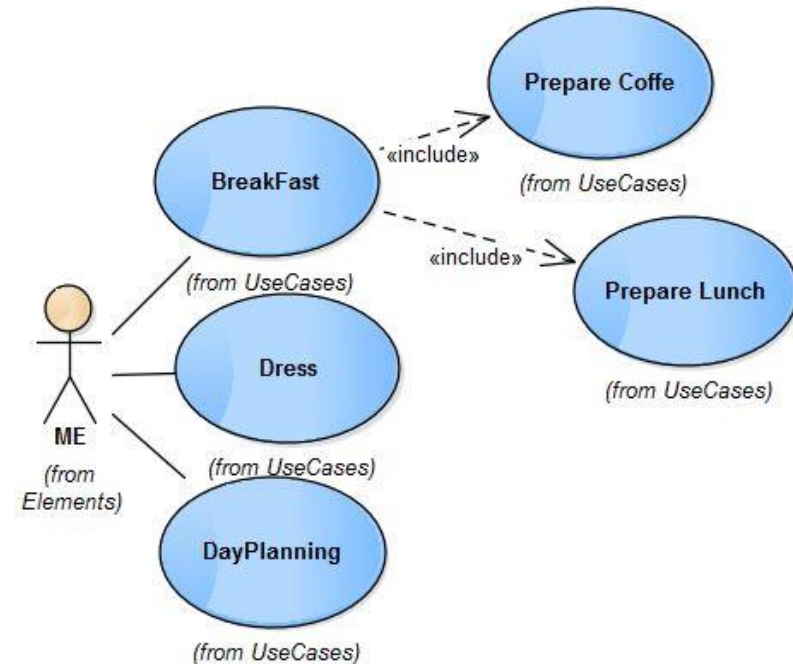 Prepare Coffe
(from UseCases)
BreakFast
(from UseCases)
«include»
«include»
Prepare Lunch
(from UseCases)
Dress
(from UseCases)
ME
(from
Elements)
DayPlanning
(from UseCases)